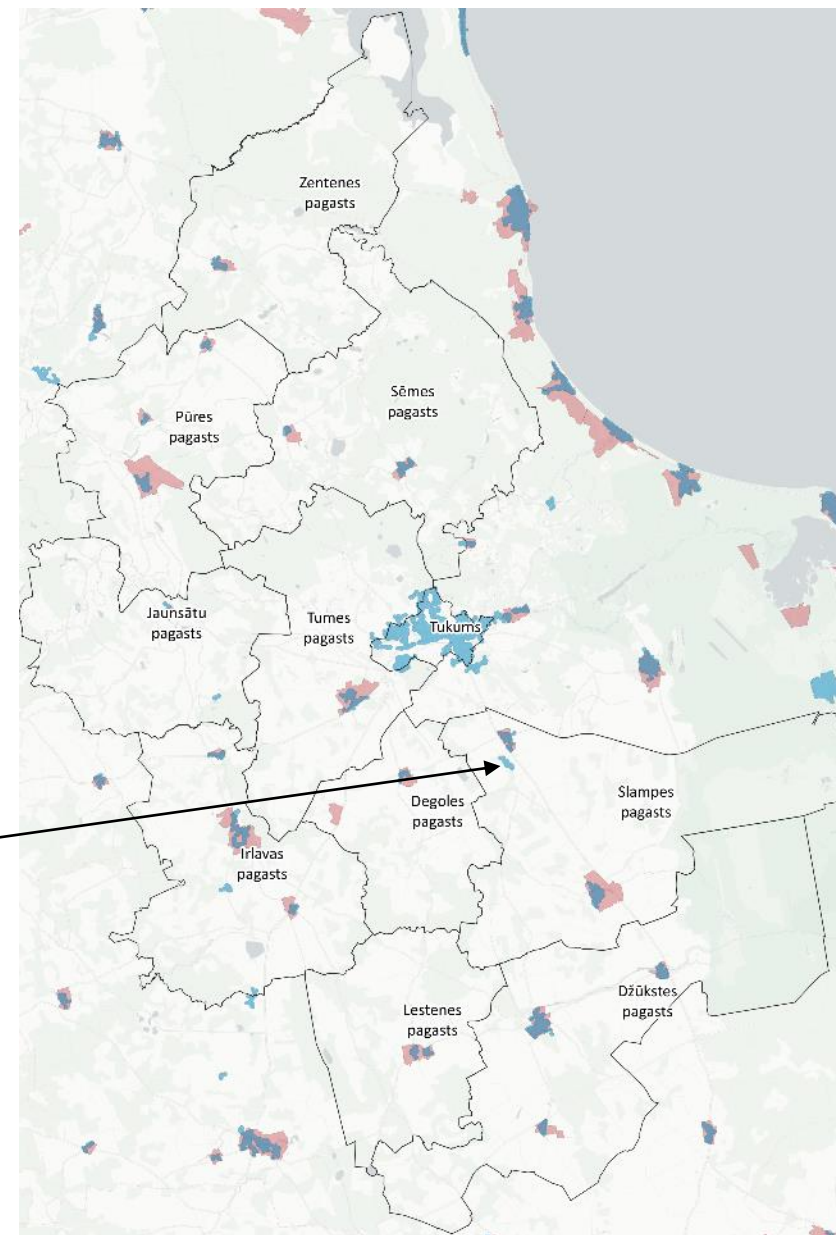 Zentenes
pagasts
Sēmes
pagasts
Pūres
pagasts
Jaunsātu
pagasts
Tumes
pagasts
Tukums
Degoles
pagasts
Slampes
pagasts
Irlavas
pagasts
Džūkstes
pagasts
Lestenes
pagasts